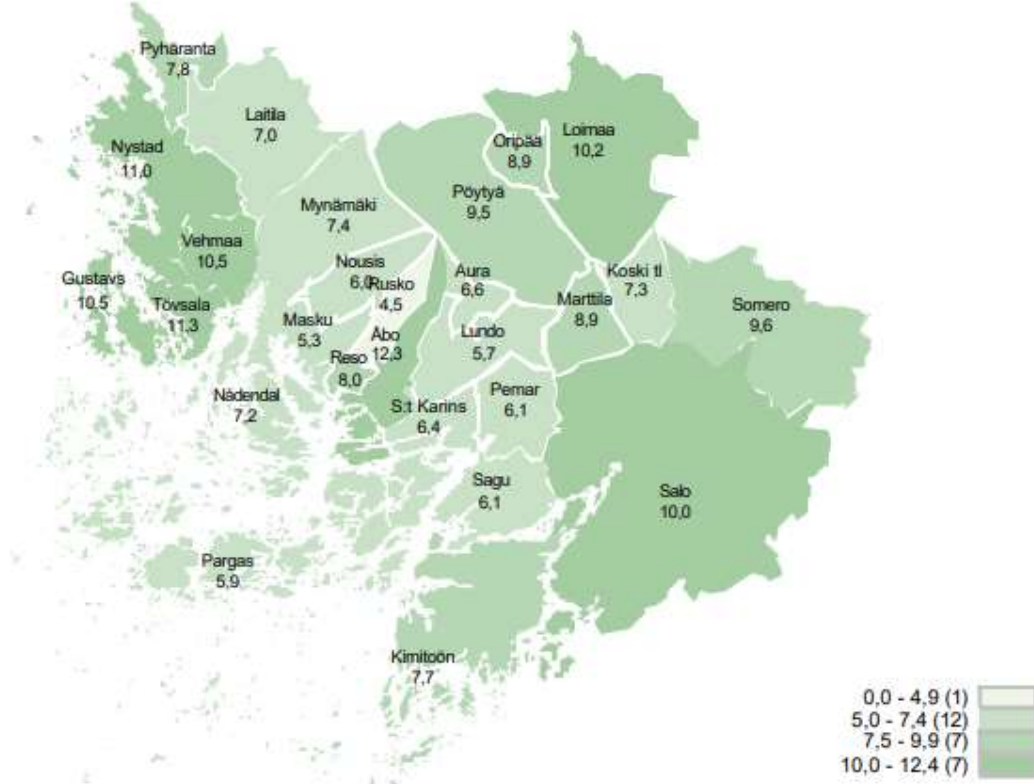 Pyhäranta
7,8
Laitila
7,0
Nystad
11,0
Oripää
8,9
Loimaa
10,2
Pöytyä
9,5
Mynämäki
7,4
Vehmaa
10,5
Gustavs
10,5
Tövsala
11,3
Nousis
6,0
Rusko
4,5
Aura
6,6
Koski tl
7,3
Marttila
8,9
Somero
9,6
Masku
5,3
Åbo
12,3
Lundo
5,7
Reso
8,0
Nådendal
7,2
S:t Karins
6,4
Pemar
6,1
Sagu
6,1
Salo
10,0
Pargas
5,9
Kimitoön
7,7
0,0 - 4,9 (1)
5,0 - 7,4 (12)
7,5 - 9,9 (7)
10,0 - 12,4 (7)